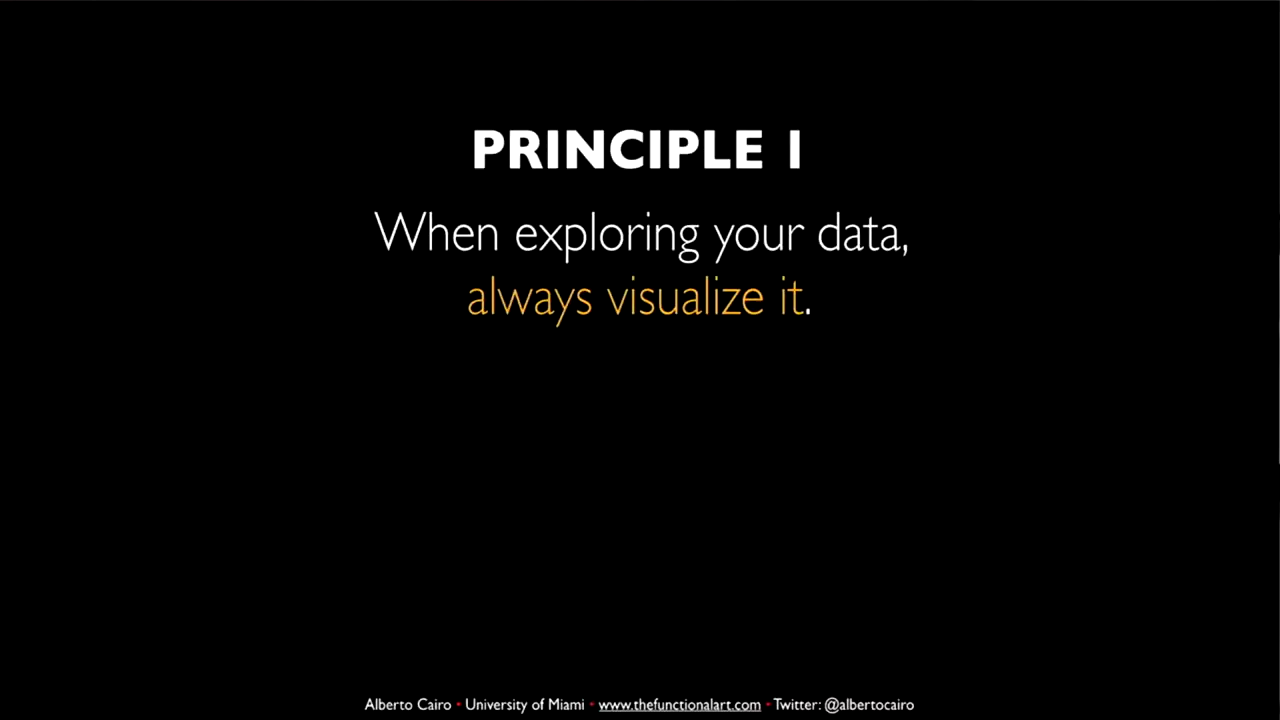 PRINCIPLE 1
When exploring your data,
always visualize it.
Alberto Cairo • University of Miami • www.thefunctionalart.com • Twitter: @albertocairo